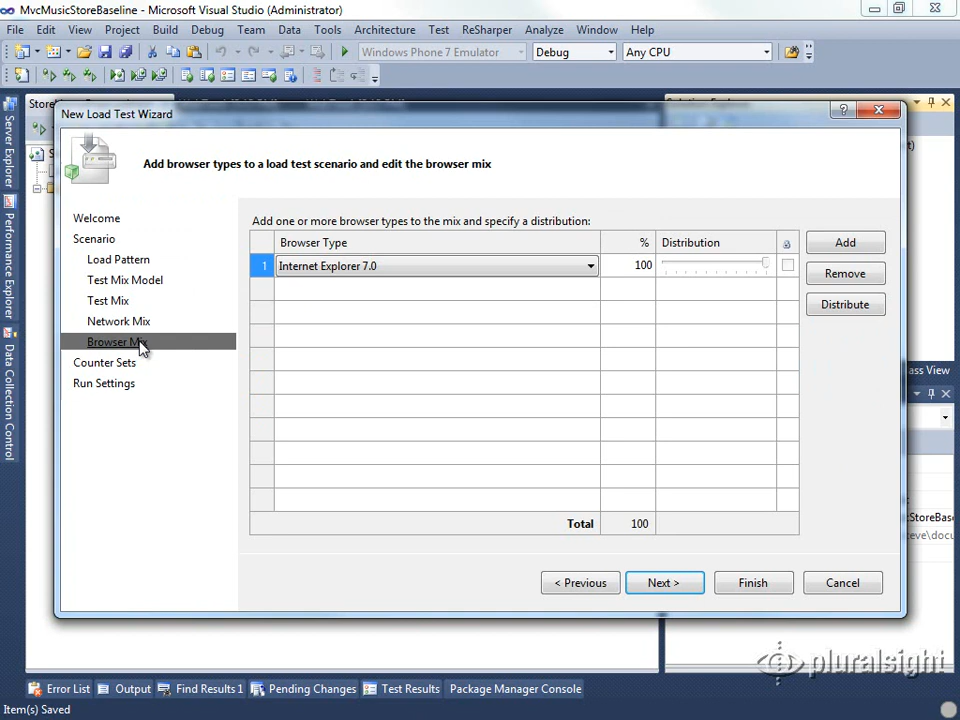 MvcMusicStoreBaseline - Microsoft Visual Studio (Administrator)
File Edit View Project Build Debug Team Data Tools Architecture Test ReSharper Analyze Window Help
Windows Phone 7 Emulator Debug Any CPU
New Load Test Wizard
Add browser types to a load test scenario and edit the browser mix
Welcome
Scenario
Load Pattern
Test Mix Model
Test Mix
Network Mix
Browser Mix
Counter Sets
Run Settings
Add one or more browser types to the mix and specify a distribution:
Browser Type % Distribution
1 Internet Explorer 7.0 100
Total 100
Add
Remove
Distribute
< Previous Next > Finish Cancel
Server Explorer
Performance Explorer
Data Collection Control
ass View
cStoreBas
eve\docu
pluralsight
Error List Output Find Results 1 Pending Changes Test Results Package Manager Console
Item(s) Saved